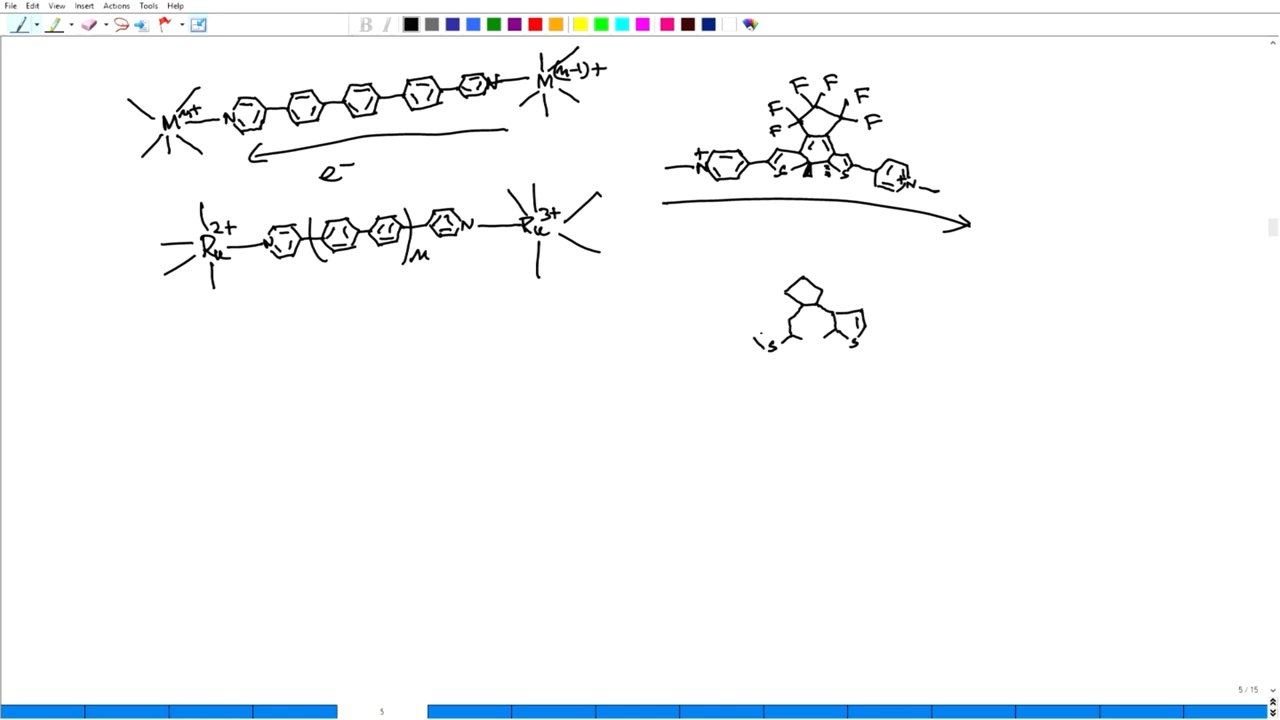 File Edit View Insert Actions Tools Help
B I
M n+ N N M (n-1)+
e-
Ru 2+ N ( ) n N Ru 3+
F F F F F F
N + S S + N
S S
5 / 15
5